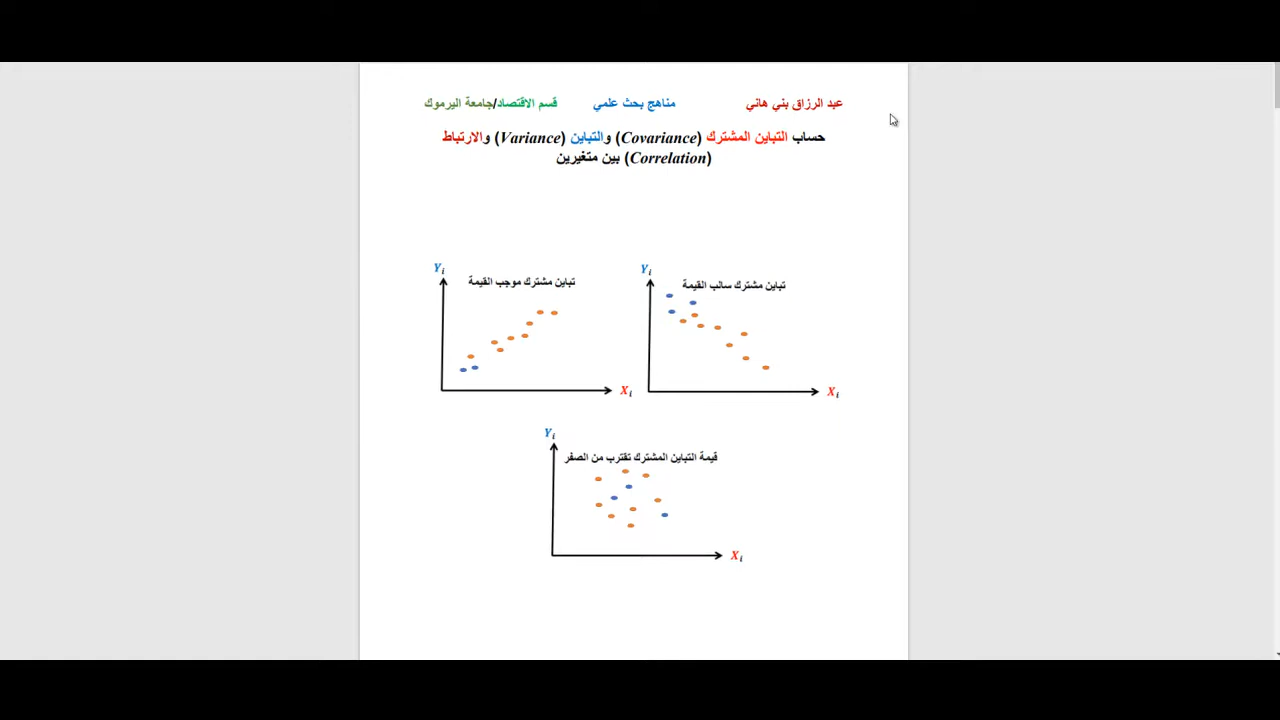 عبد الرزاق بني هاني مناهج بحث علمي قسم الاقتصاد/جامعة اليرموك
حساب التباين المشترك (Covariance) والتباين (Variance) والارتباط
(Correlation) بين متغيرين
Yi
تباين مشترك موجب القيمة
Xi
Yi
تباين مشترك سالب القيمة
Xi
Yi
قيمة التباين المشترك تقترب من الصفر
Xi